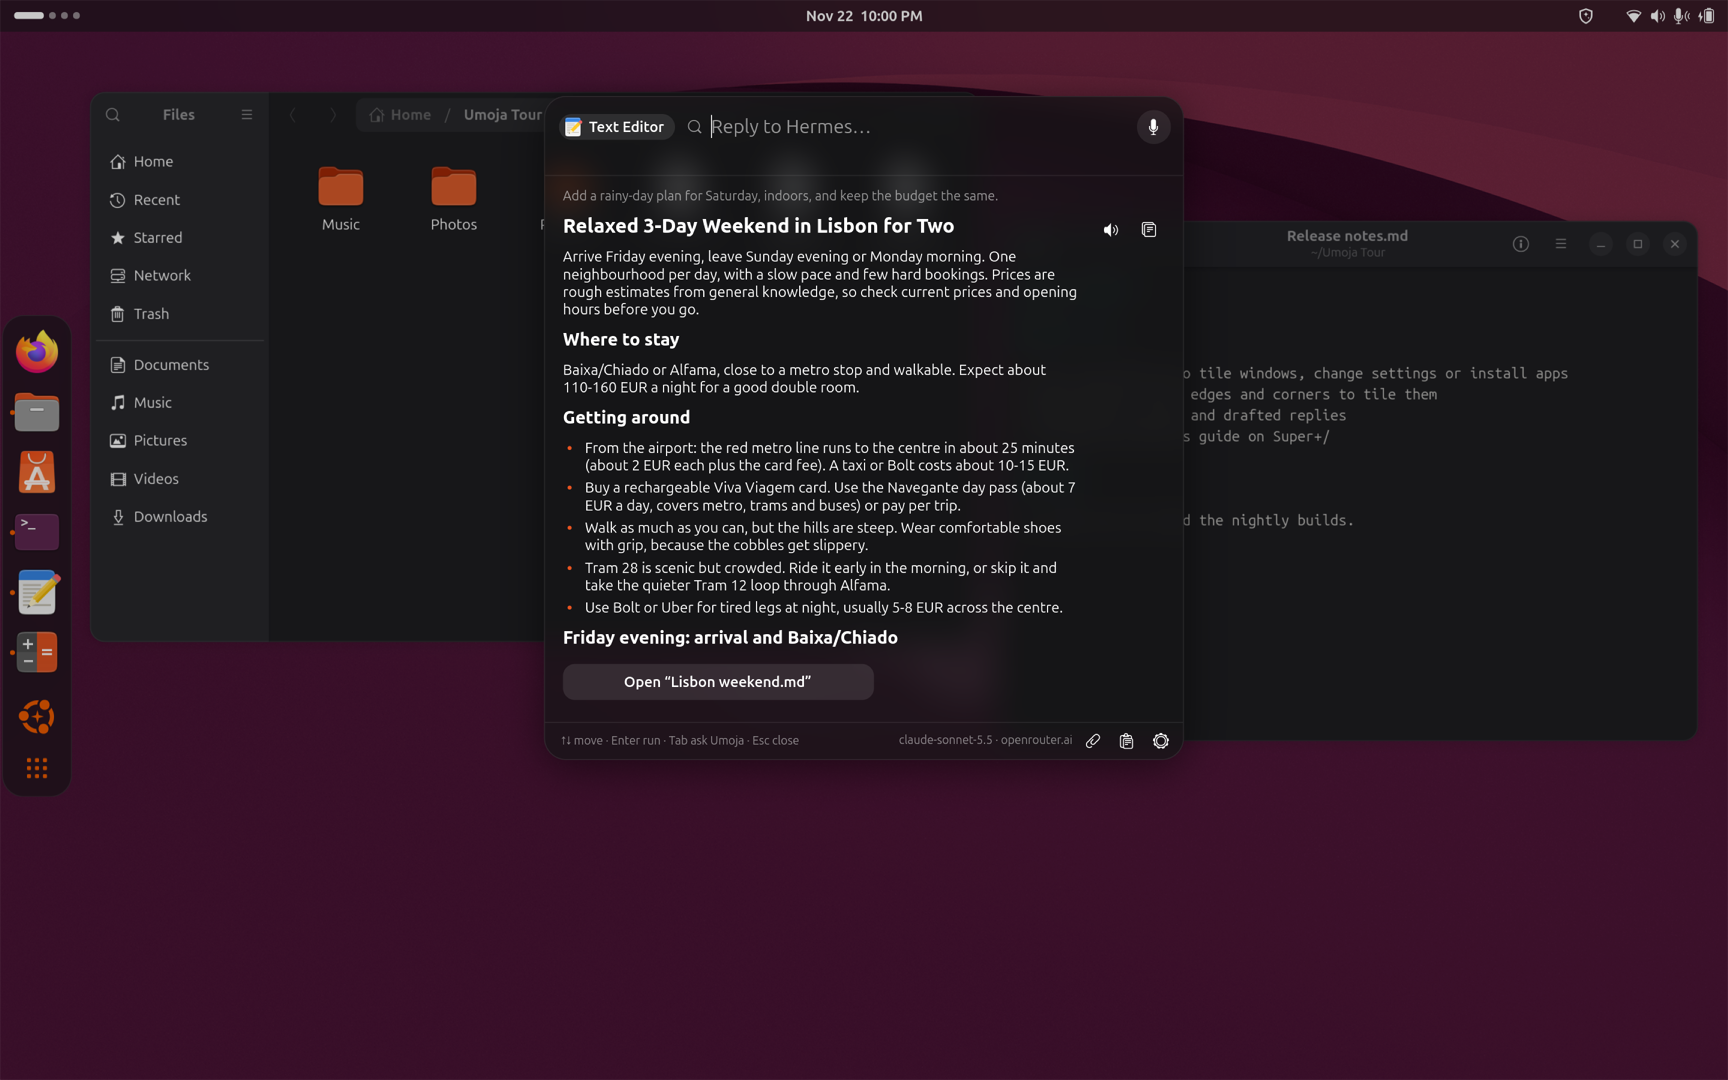 Nov 22 10:00 PM
Files
Home / Umoja Tour
Home
Recent
Starred
Network
Trash
Documents
Music
Pictures
Videos
Downloads
Music
Photos
Text Editor
Reply to Hermes…
Add a rainy-day plan for Saturday, indoors, and keep the budget the same.
Relaxed 3-Day Weekend in Lisbon for Two
Arrive Friday evening, leave Sunday evening or Monday morning. One
neighbourhood per day, with a slow pace and few hard bookings. Prices are
rough estimates from general knowledge, so check current prices and opening
hours before you go.
Where to stay
Baixa/Chiado or Alfama, close to a metro stop and walkable. Expect about
110-160 EUR a night for a good double room.
Getting around
• From the airport: the red metro line runs to the centre in about 25 minutes
(about 2 EUR each plus the card fee). A taxi or Bolt costs about 10-15 EUR.
• Buy a rechargeable Viva Viagem card. Use the Navegante day pass (about 7
EUR a day, covers metro, trams and buses) or pay per trip.
• Walk as much as you can, but the hills are steep. Wear comfortable shoes
with grip, because the cobbles get slippery.
• Tram 28 is scenic but crowded. Ride it early in the morning, or skip it and
take the quieter Tram 12 loop through Alfama.
• Use Bolt or Uber for tired legs at night, usually 5-8 EUR across the centre.
Friday evening: arrival and Baixa/Chiado
Open “Lisbon weekend.md”
↑↓ move · Enter run · Tab ask Umoja · Esc close
claude-sonnet-5.5 · openrouter.ai
Release notes.md
~/Umoja Tour
tile windows, change settings or install apps
edges and corners to tile them
and drafted replies
guide on Super+/
the nightly builds.